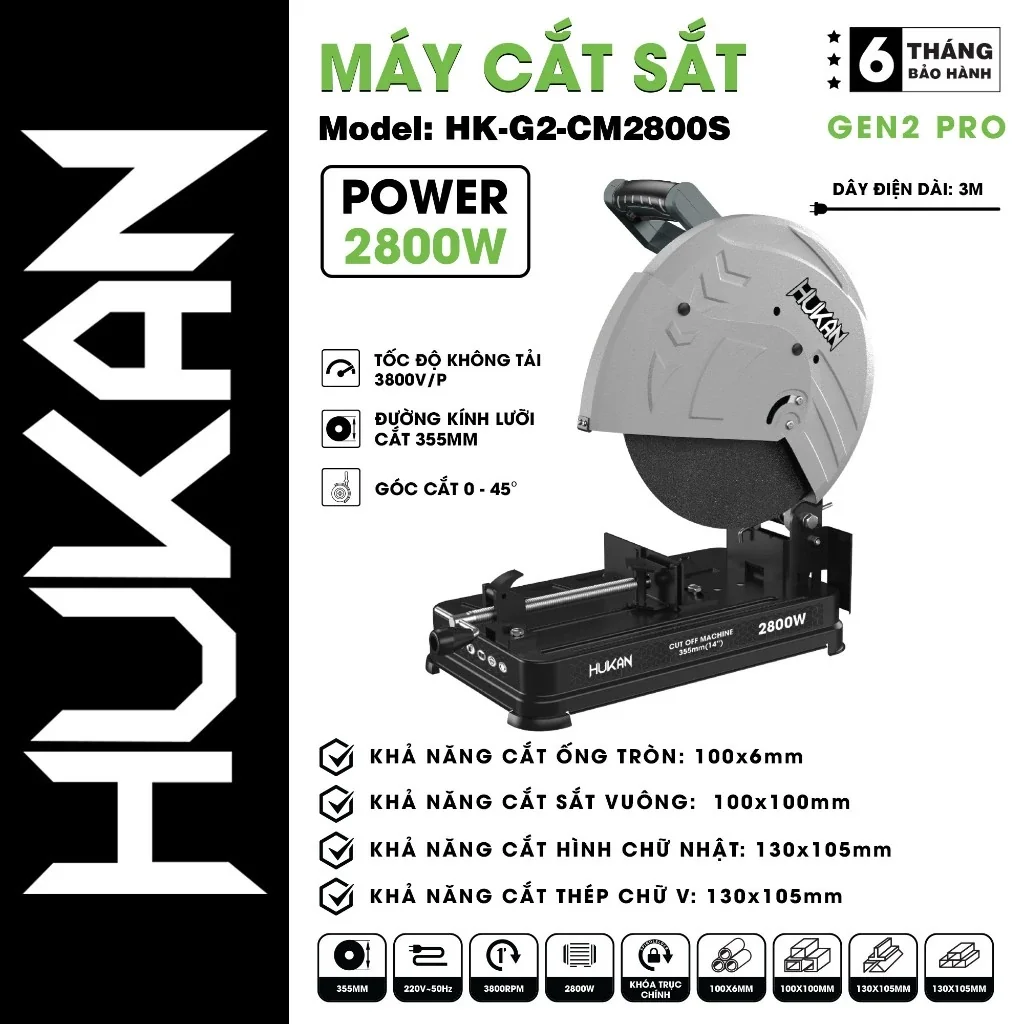 HUKAN
MÁY CẮT SẮT
Model: HK-G2-CM2800S
6 THÁNG
BẢO HÀNH
GEN2 PRO
POWER
2800W
DÂY ĐIỆN DÀI: 3M
HUKAN
TỐC ĐỘ KHÔNG TẢI
3800V/P
ĐƯỜNG KÍNH LƯỠI
CẮT 355MM
GÓC CẮT 0 - 45°
HUKAN
CUT OFF MACHINE
355mm(14")
2800W
KHẢ NĂNG CẮT ỐNG TRÒN: 100x6mm
KHẢ NĂNG CẮT SẮT VUÔNG: 100x100mm
KHẢ NĂNG CẮT HÌNH CHỮ NHẬT: 130x105mm
KHẢ NĂNG CẮT THÉP CHỮ V: 130x105mm
355MM
220V~50Hz
3800RPM
2800W
KHÓA TRỤC
CHÍNH
100X6MM
100X100MM
130X105MM
130X105MM